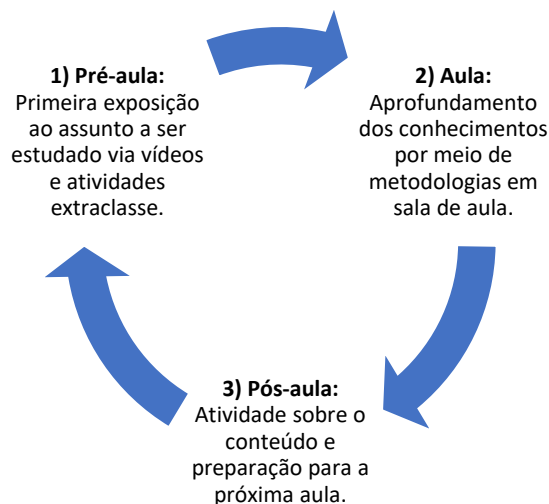 1) Pré-aula:
Primeira exposição
ao assunto a ser
estudado via vídeos
e atividades
extraclasse.
2) Aula:
Aprofundamento
dos conhecimentos
por meio de
metodologias em
sala de aula.
3) Pós-aula:
Atividade sobre o
conteúdo e
preparação para a
próxima aula.